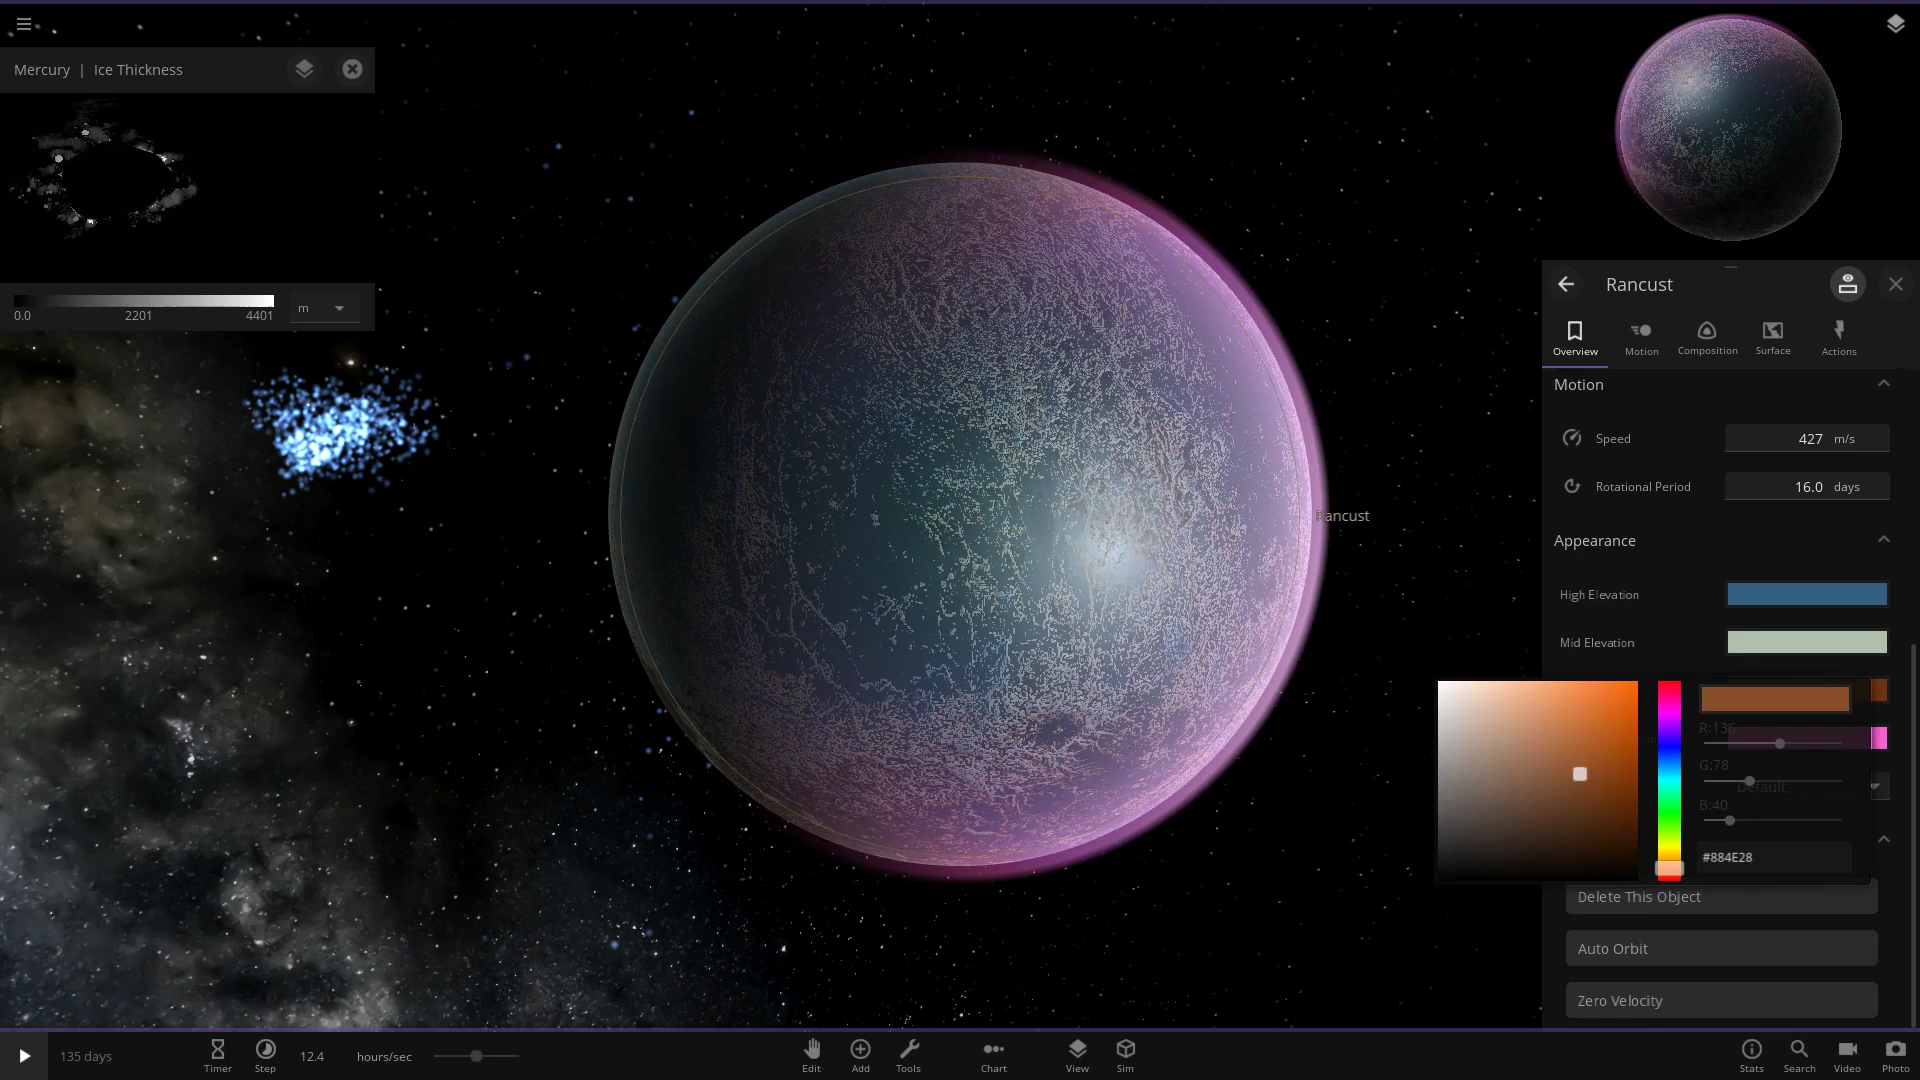 Mercury | Ice Thickness
0.0 2201 4401 m
Rancust
Overview Motion Composition Surface Actions
Motion
Speed 427 m/s
Rotational Period 16.0 days
Rancust
Appearance
High Elevation
Mid Elevation
R:136
G:78
Default
B:40
#884E28
Delete This Object
Auto Orbit
Zero Velocity
135 days
Timer
Step
12.4 hours/sec
Edit
Add
Tools
Chart
View
Sim
Stats
Search
Video
Photo